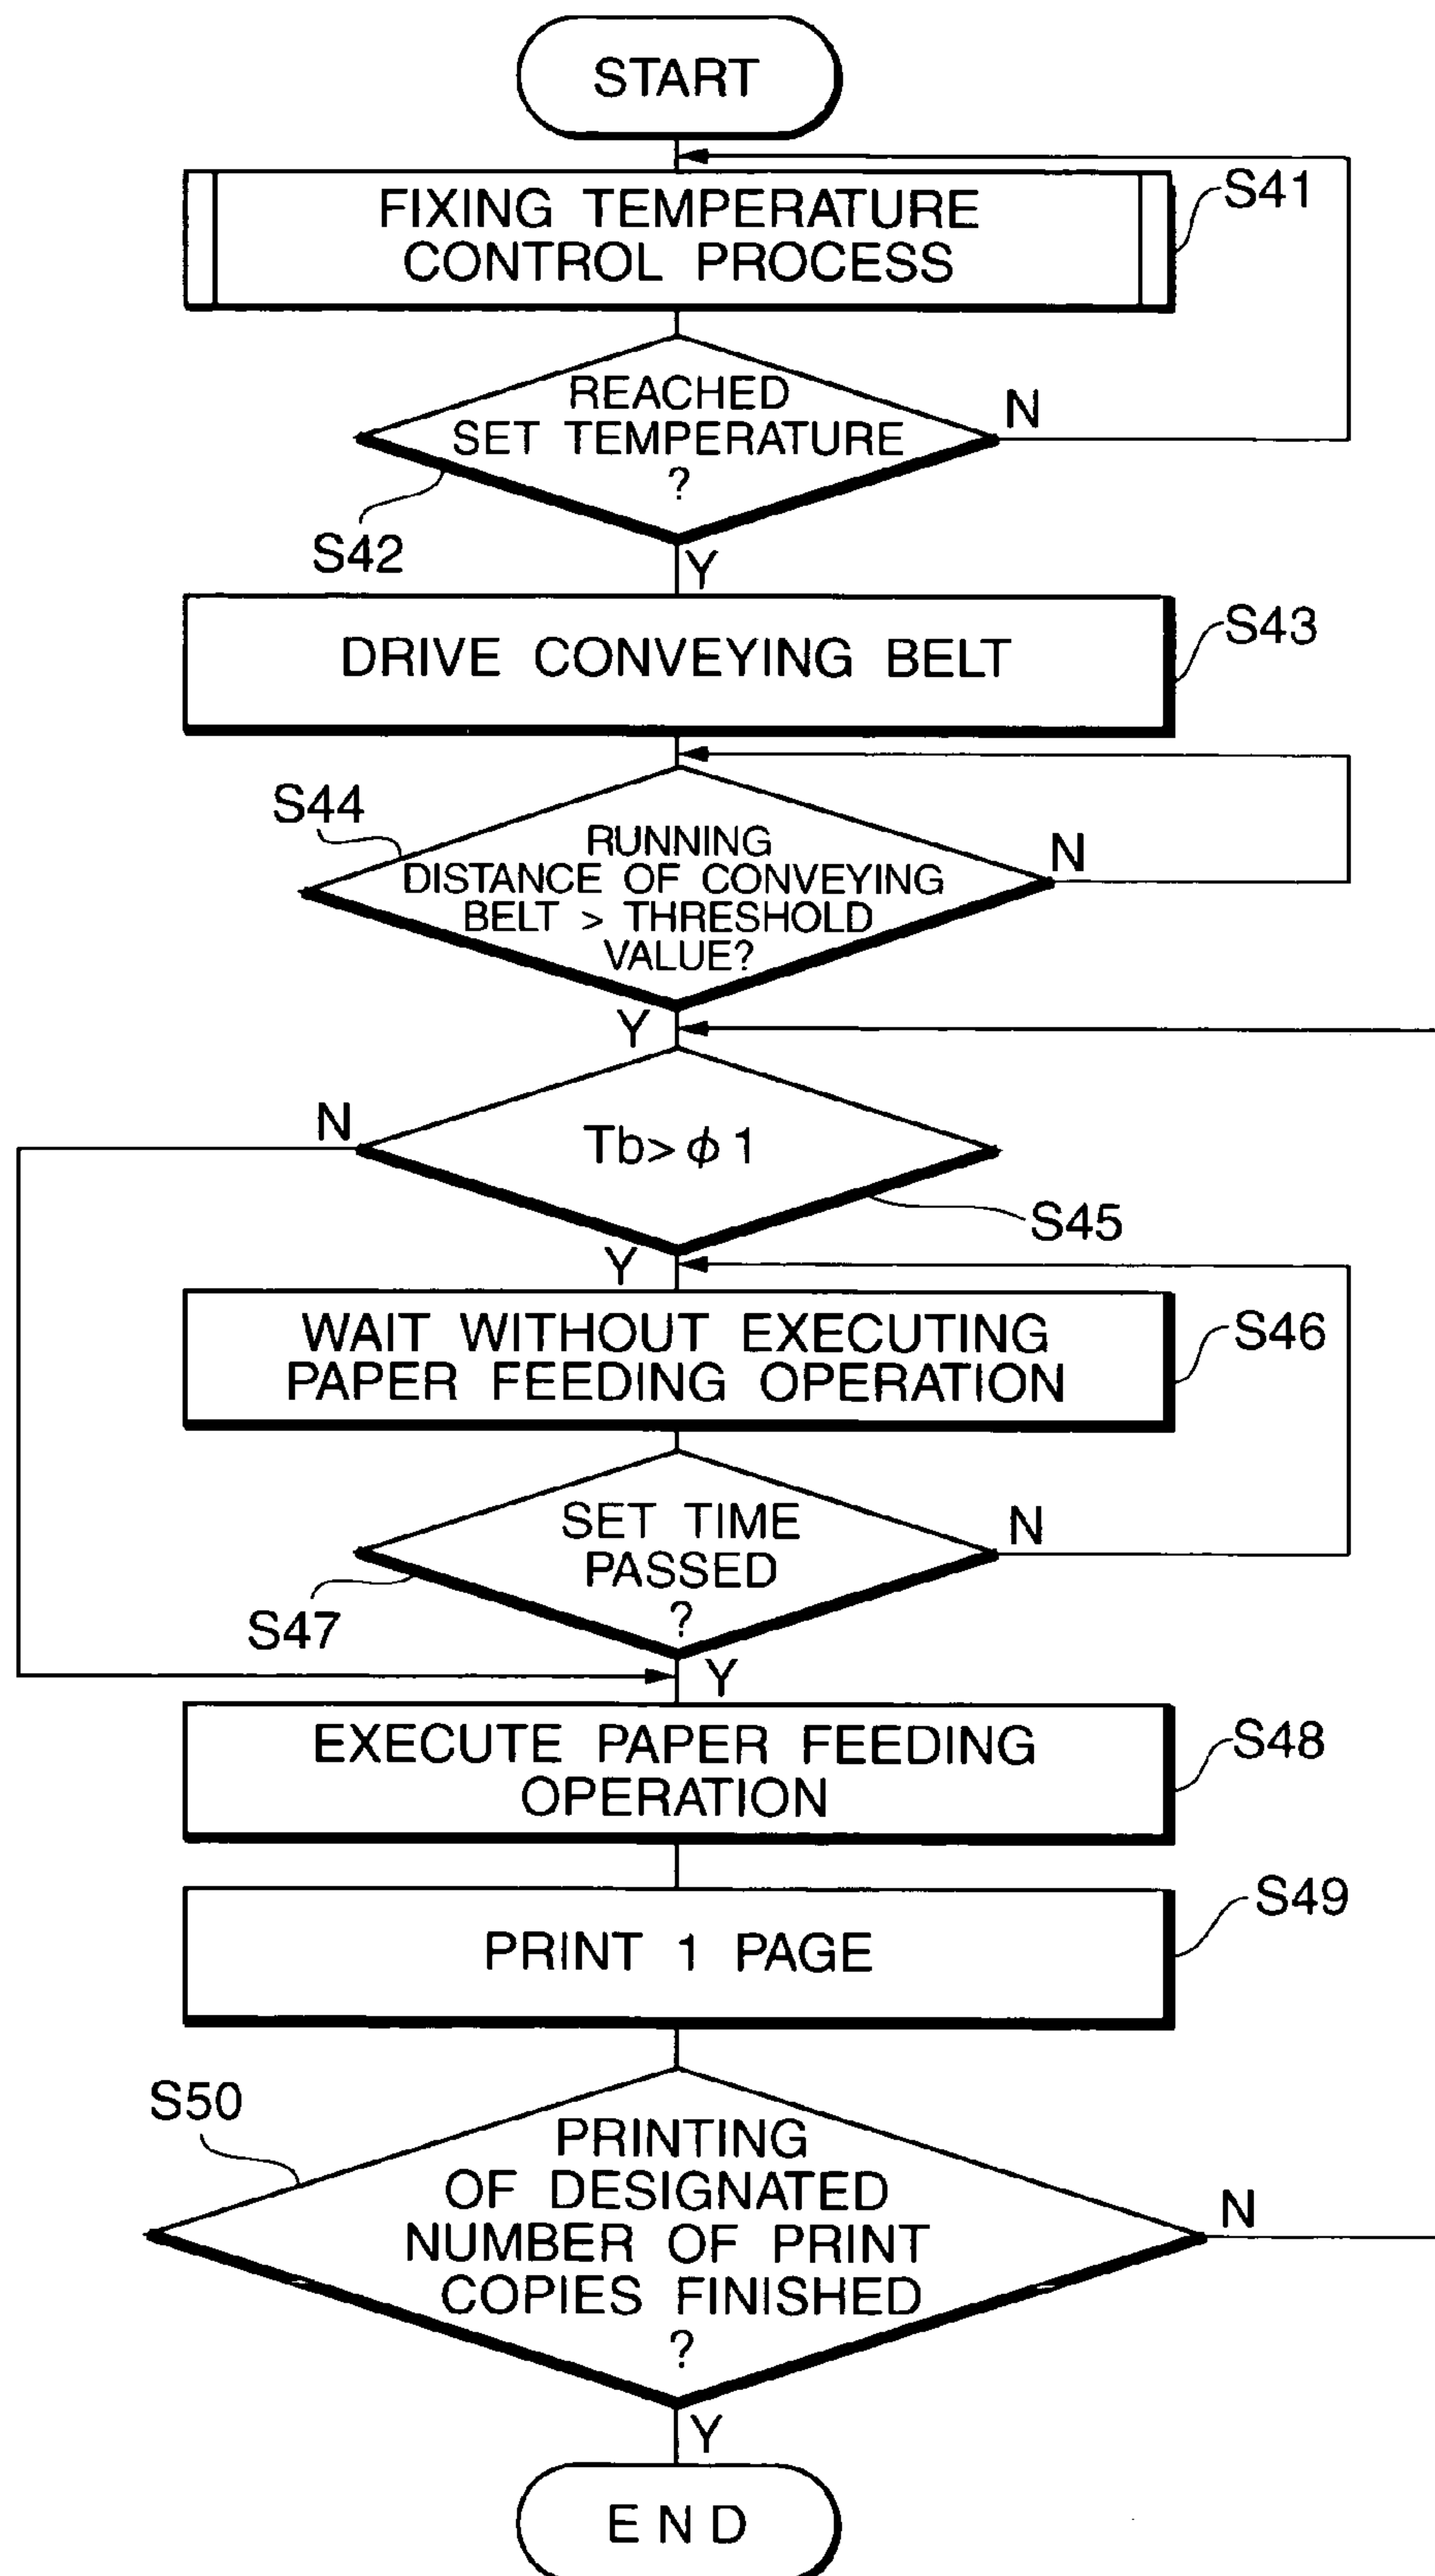 START
FIXING TEMPERATURE
CONTROL PROCESS
S41
REACHED
SET TEMPERATURE
?
N
S42
Y
DRIVE CONVEYING BELT
S43
S44
RUNNING
DISTANCE OF CONVEYING
BELT > THRESHOLD
VALUE?
N
Y
N
Tb>ϕ1
S45
Y
WAIT WITHOUT EXECUTING
PAPER FEEDING OPERATION
S46
SET TIME
PASSED
?
N
S47
Y
EXECUTE PAPER FEEDING
OPERATION
S48
PRINT 1 PAGE
S49
S50
PRINTING
OF DESIGNATED
NUMBER OF PRINT
COPIES FINISHED
?
N
Y
END